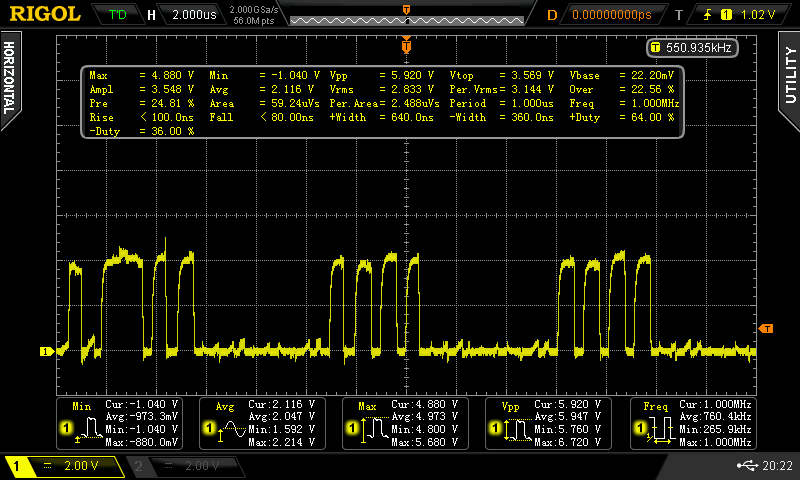 RIGOL T'D H 2.000us 2.000GSa/s 56.0M pts D 0.00000000ps T 1 1.02 V
T 550.935kHz
HORIZONTAL
UTILITY
Max = 4.880 V Min = -1.040 V Vpp = 5.920 V Vtop = 3.569 V Vbase = 22.20mV
Ampl = 3.548 V Avg = 2.116 V Vrms = 2.833 V Per.Vrms= 3.144 V Over = 22.56 %
Pre = 24.81 % Area = 59.24uVs Per.Area= 2.488uVs Period = 1.000us Freq = 1.000MHz
Rise < 100.0ns Fall < 80.00ns +Width = 640.0ns -Width = 360.0ns +Duty = 64.00 %
-Duty = 36.00 %
T
T
1
T
Min Cur:-1.040 V
Avg:-973.3mV
1 Min:-1.040 V
Max:-880.0mV
Avg Cur:2.116 V
Avg:2.047 V
1 Min:1.592 V
Max:2.214 V
Max Cur:4.880 V
Avg:4.973 V
1 Min:4.800 V
Max:5.680 V
Vpp Cur:5.920 V
Avg:5.947 V
1 Min:5.760 V
Max:6.720 V
Freq Cur:1.000MHz
Avg:760.4kHz
1 Min:265.9kHz
Max:1.000MHz
1 2.00 V 2 2.00 V 20:22